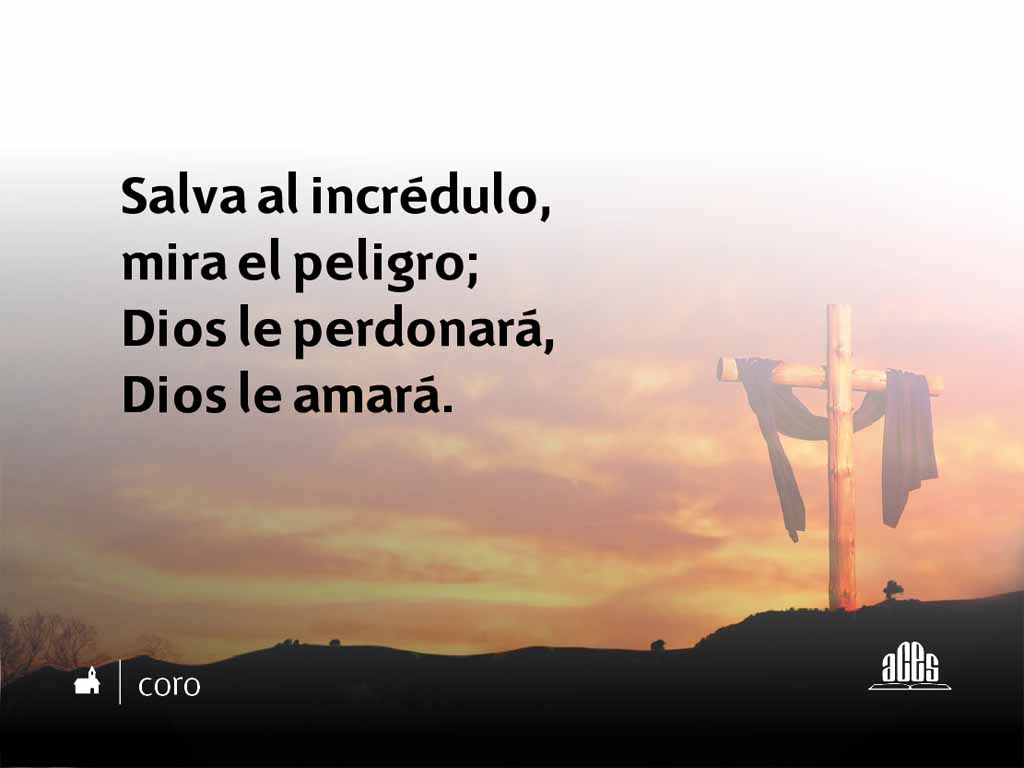 Salva al incrédulo,
mira el peligro;
Dios le perdonará,
Dios le amará.
coro
aces